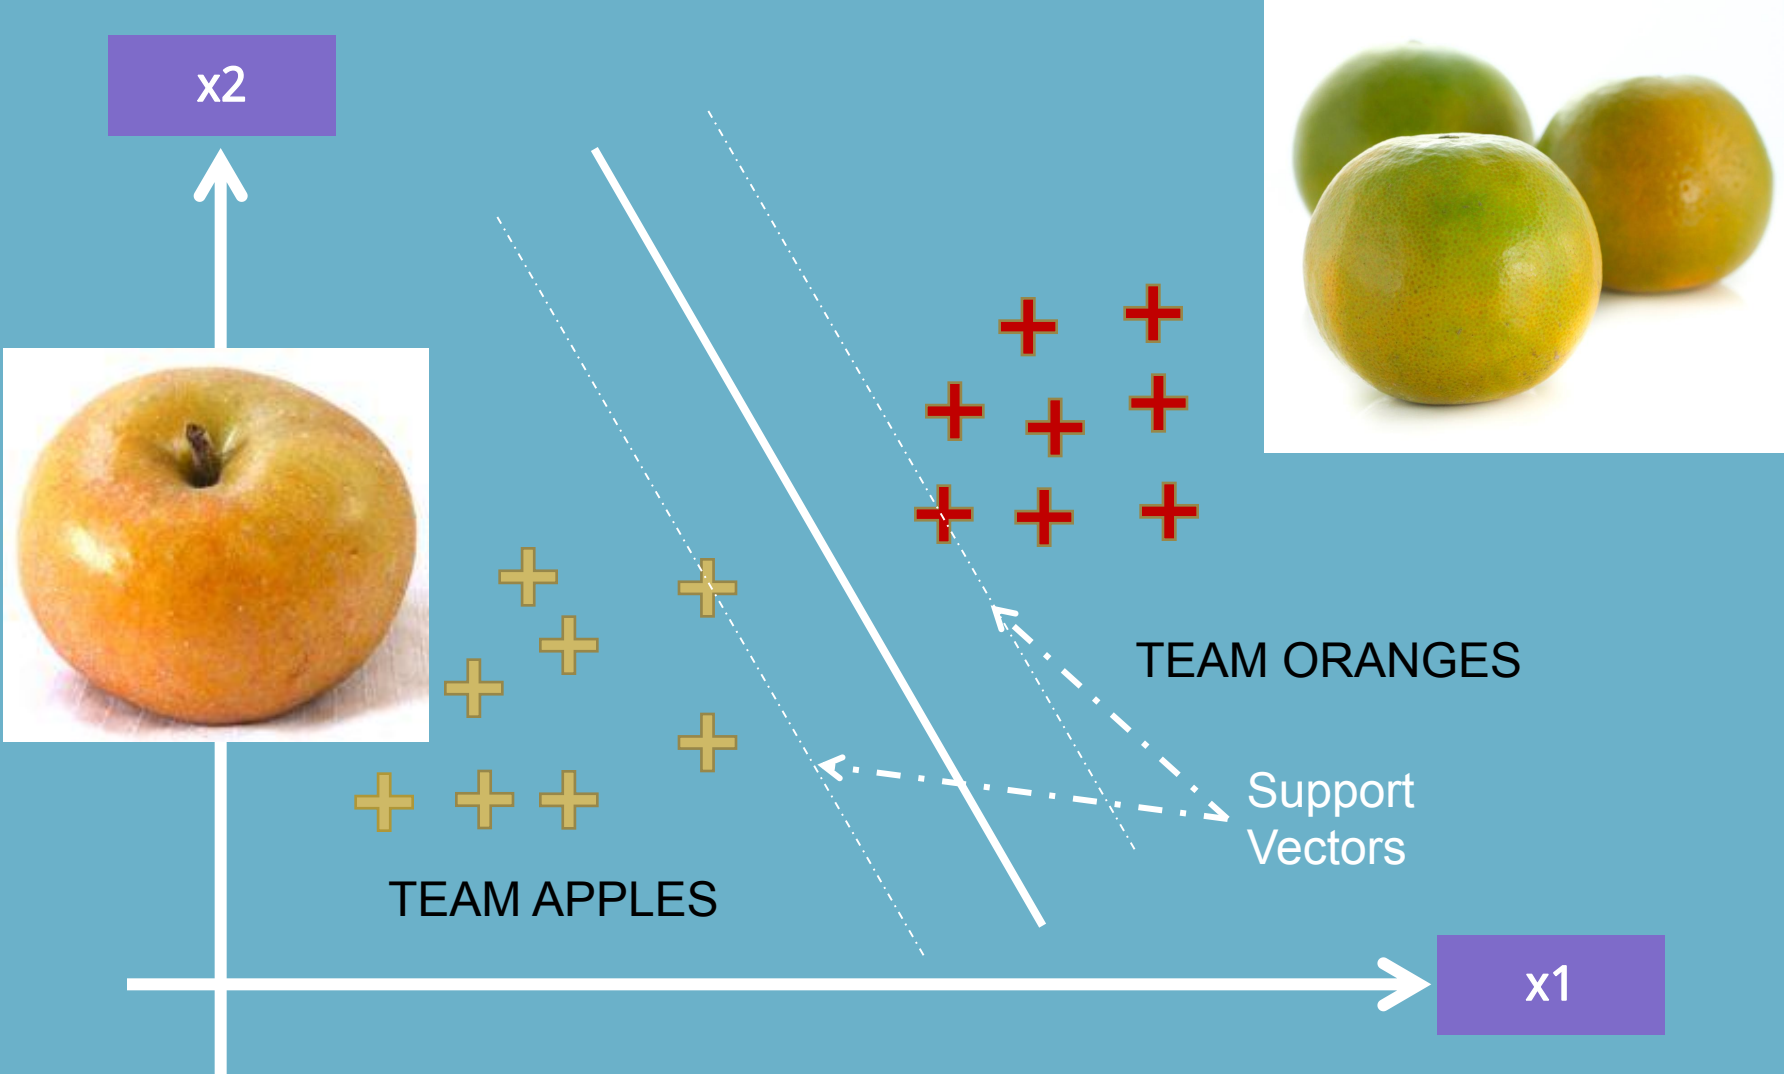 x2
TEAM ORANGES
Support
Vectors
TEAM APPLES
x1